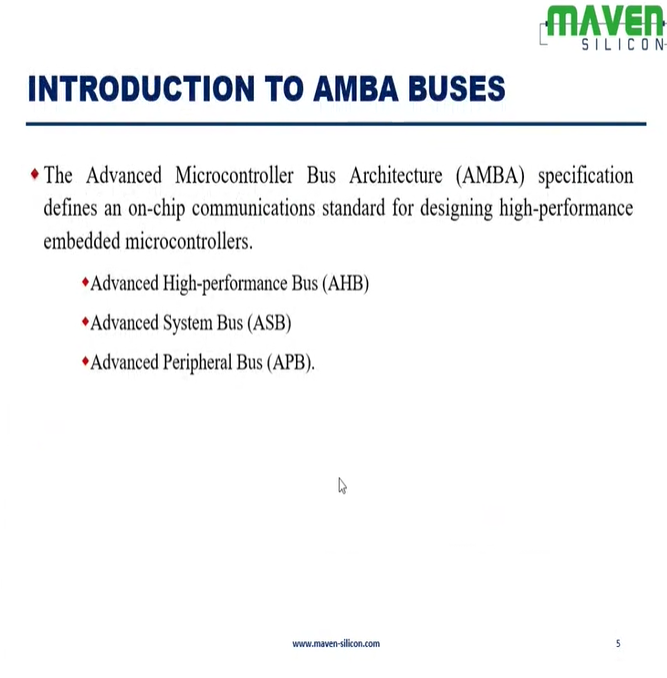 MAVEN
SILICON
INTRODUCTION TO AMBA BUSES
The Advanced Microcontroller Bus Architecture (AMBA) specification
defines an on-chip communications standard for designing high-performance
embedded microcontrollers.
Advanced High-performance Bus (AHB)
Advanced System Bus (ASB)
Advanced Peripheral Bus (APB).
www.maven-silicon.com
5